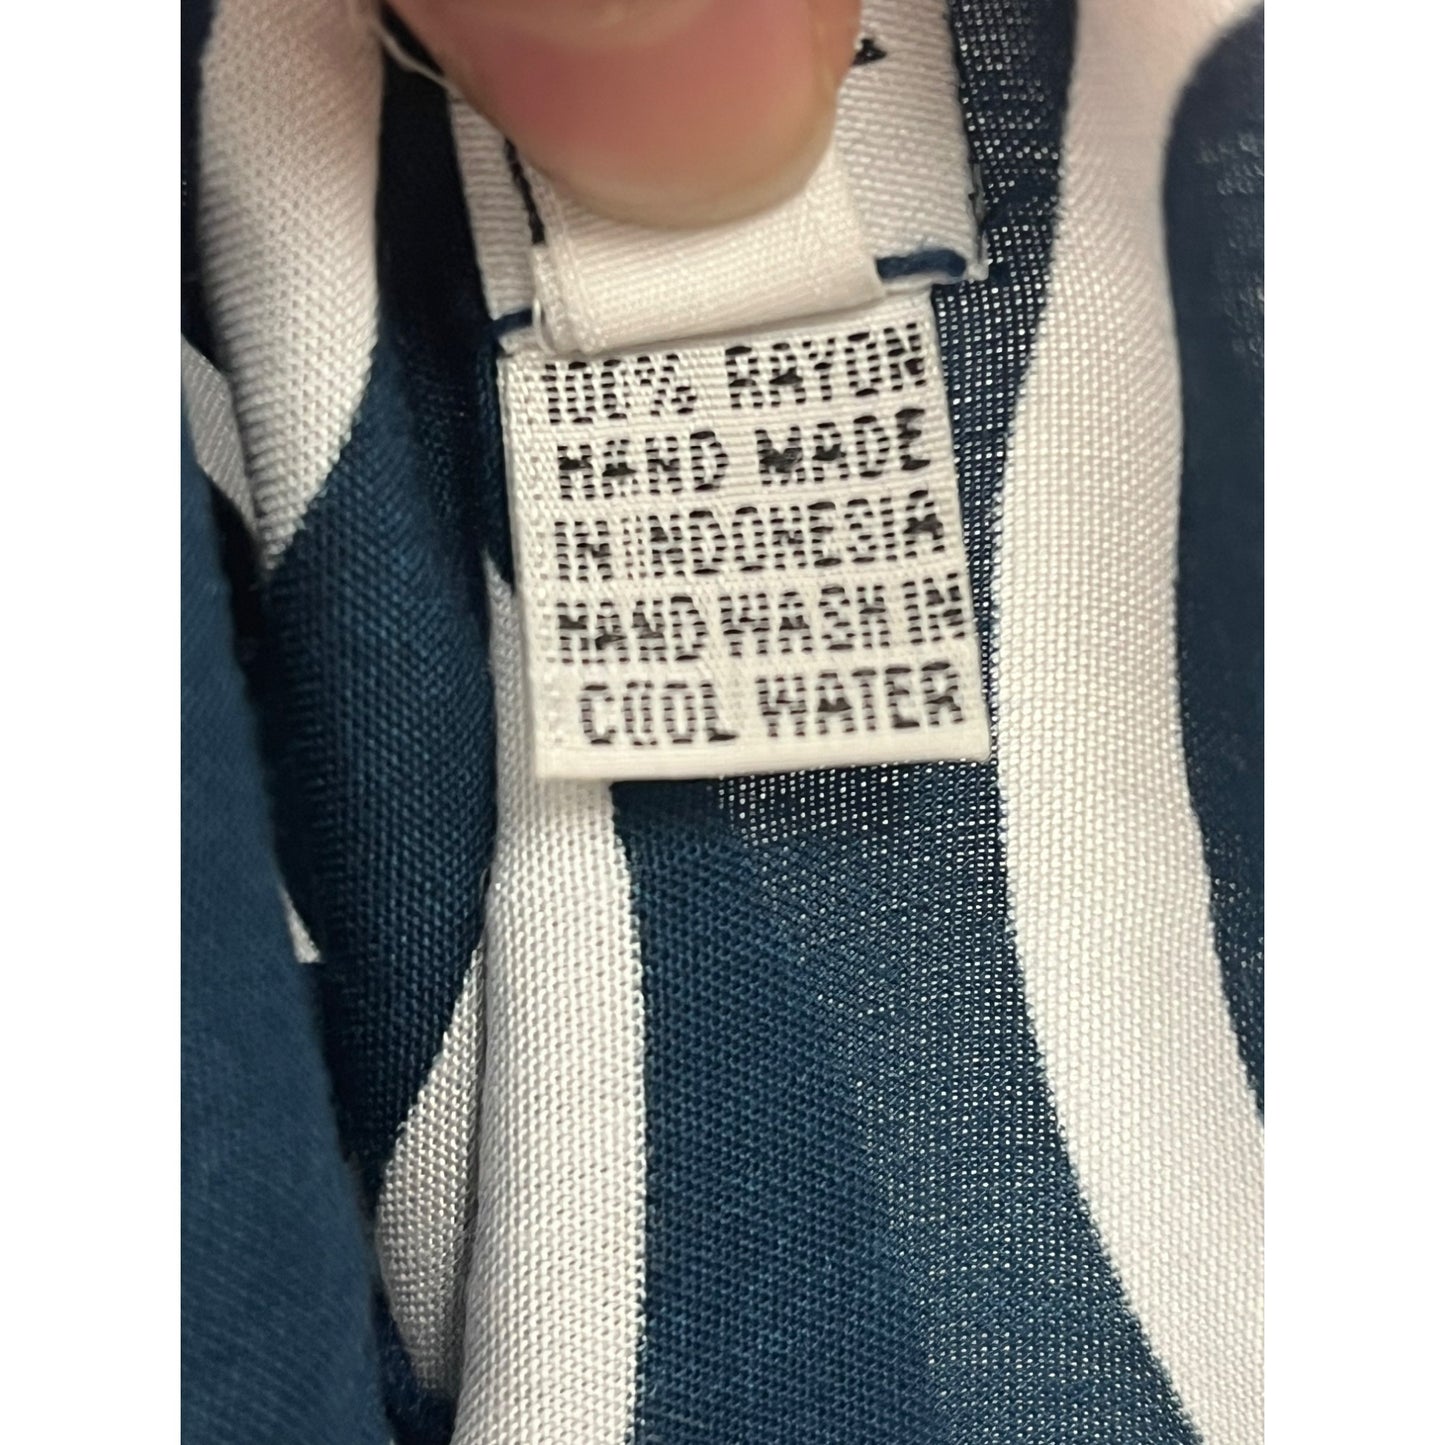 100% RAYON
HAND MADE
IN INDONESIA
HAND WASH IN
COOL WATER